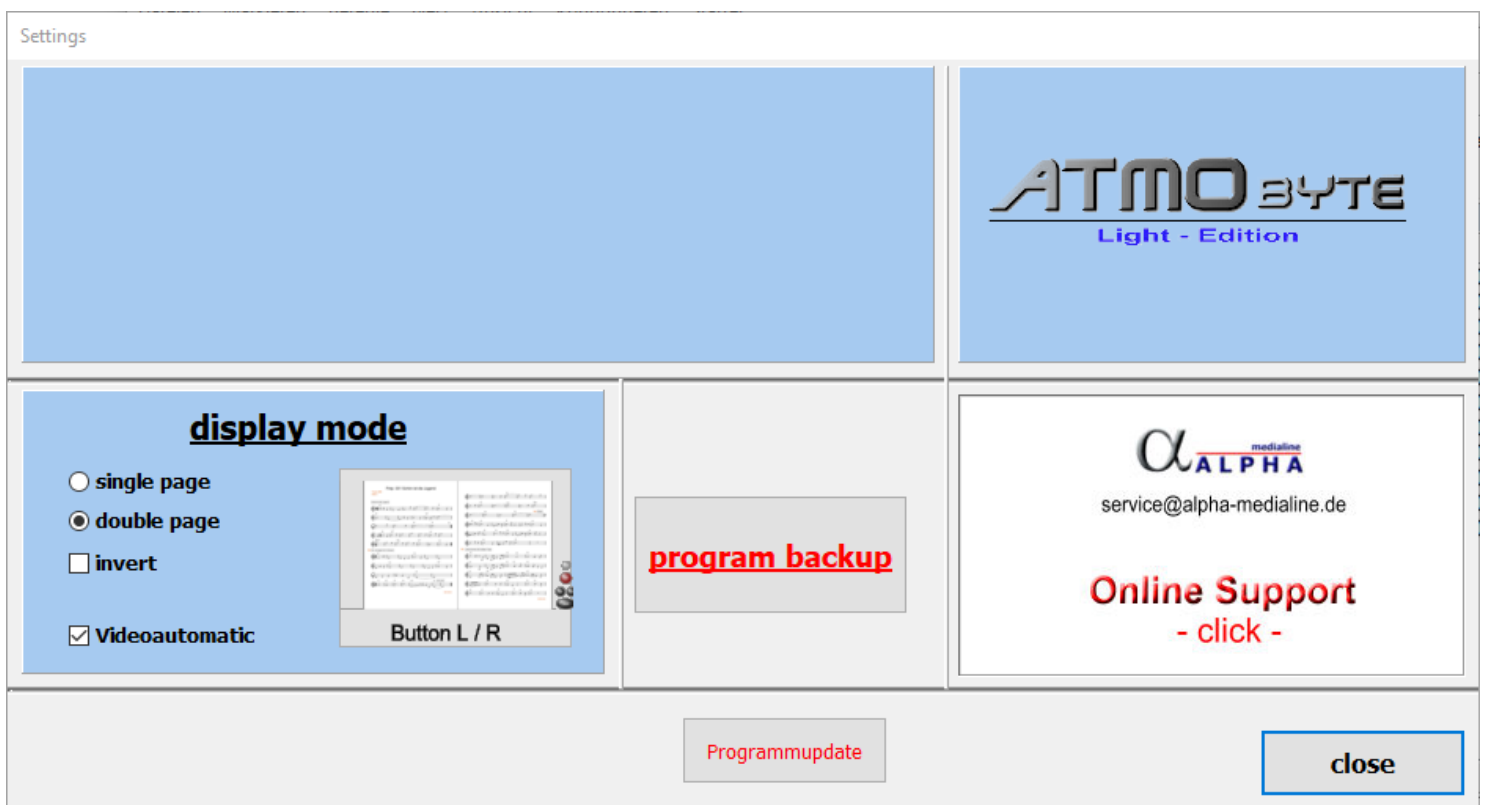 Settings
ATMO BYTE
Light - Edition
display mode
single page
double page
invert
Videoautomatic
Button L / R
program backup
α medialine
ALPHA
service@alpha-medialine.de
Online Support
- click -
Programmupdate
close